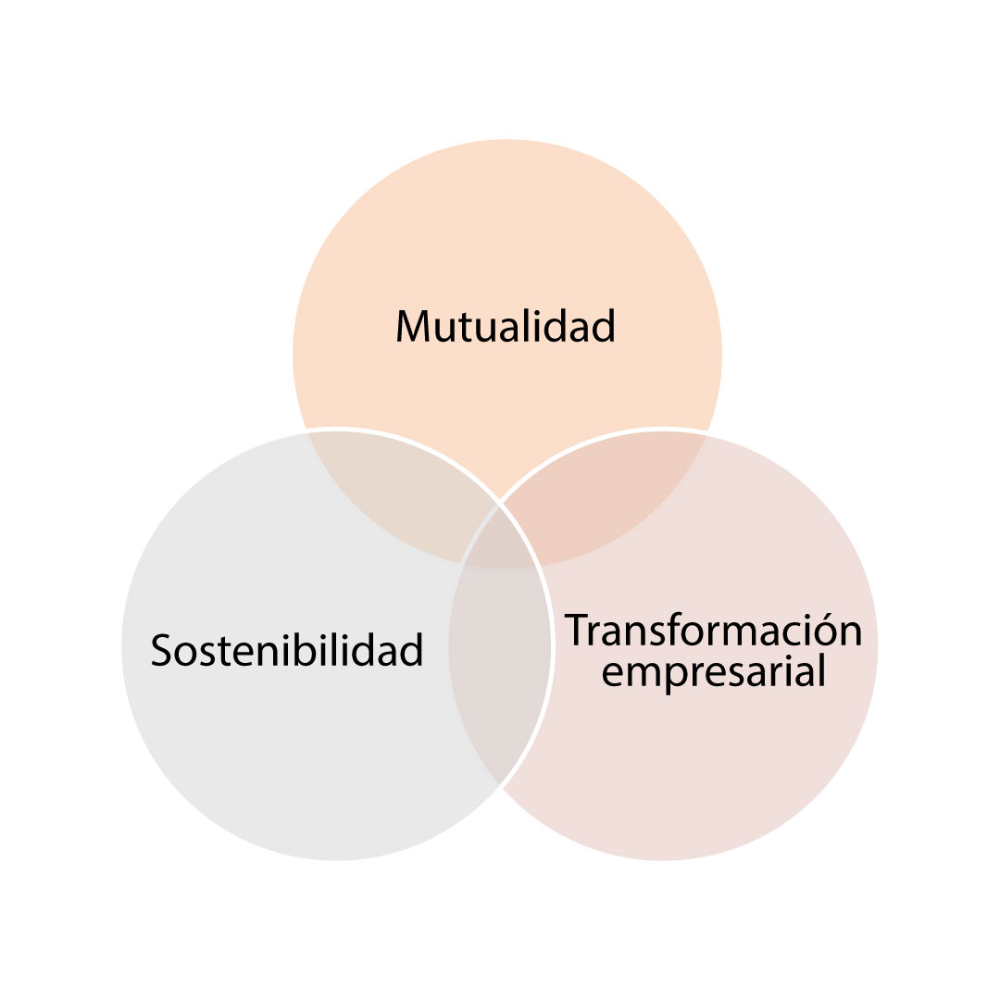 Mutualidad
Sostenibilidad
Transformación
empresarial